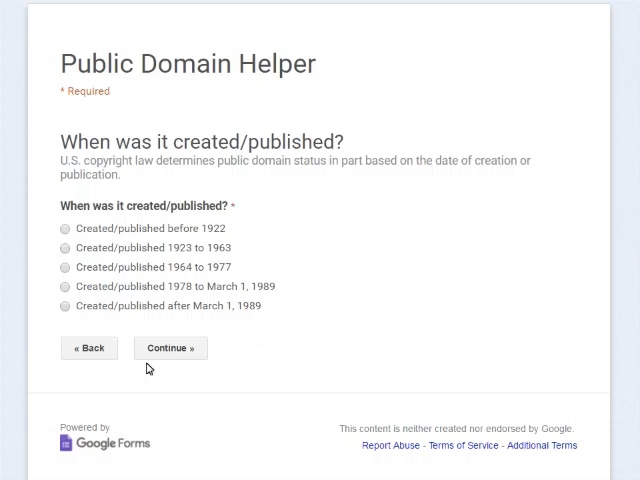 Public Domain Helper
* Required
When was it created/published?
U.S. copyright law determines public domain status in part based on the date of creation or
publication.
When was it created/published? *
Created/published before 1922
Created/published 1923 to 1963
Created/published 1964 to 1977
Created/published 1978 to March 1, 1989
Created/published after March 1, 1989
« Back
Continue »
Powered by
Google Forms
This content is neither created nor endorsed by Google.
Report Abuse - Terms of Service - Additional Terms